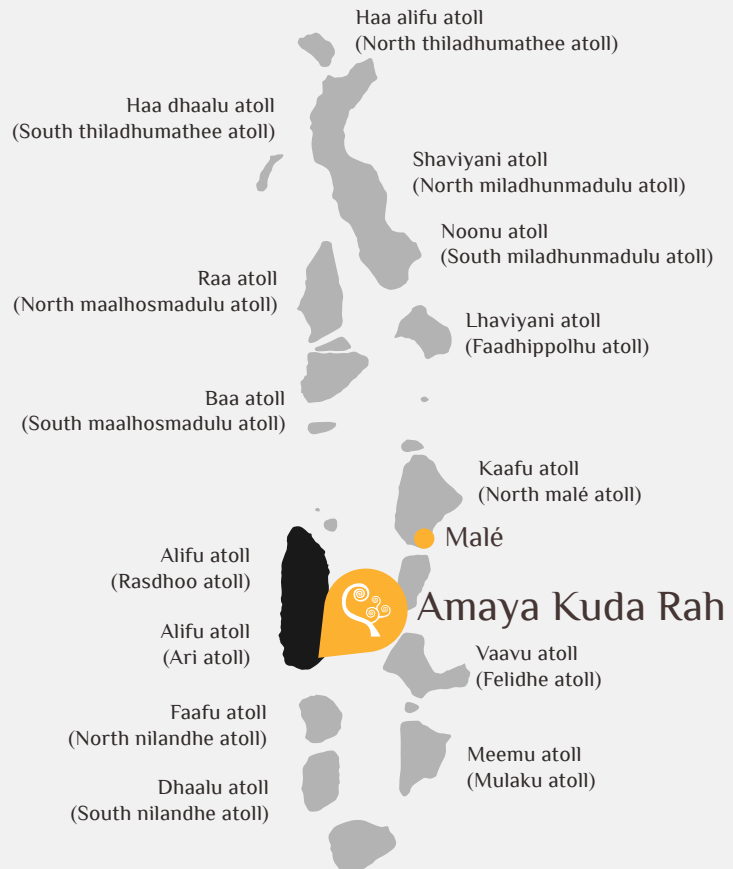 Haa alifu atoll
(North thiladhumathee atoll)
Haa dhaalu atoll
(South thiladhumathee atoll)
Shaviyani atoll
(North miladhunmadulu atoll)
Noonu atoll
(South miladhunmadulu atoll)
Raa atoll
(North maalhosmadulu atoll)
Lhaviyani atoll
(Faadhippolhu atoll)
Baa atoll
(South maalhosmadulu atoll)
Kaafu atoll
(North malé atoll)
Malé
Alifu atoll
(Rasdhoo atoll)
Amaya Kuda Rah
Alifu atoll
(Ari atoll)
Vaavu atoll
(Felidhe atoll)
Faafu atoll
(North nilandhe atoll)
Meemu atoll
(Mulaku atoll)
Dhaalu atoll
(South nilandhe atoll)